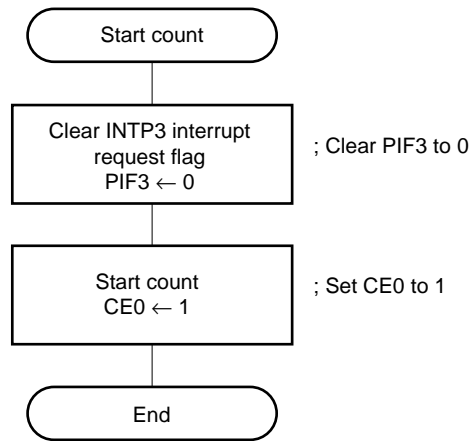 Start count
Clear INTP3 interrupt
request flag
PIF3 ← 0
; Clear PIF3 to 0
Start count
CE0 ← 1
; Set CE0 to 1
End